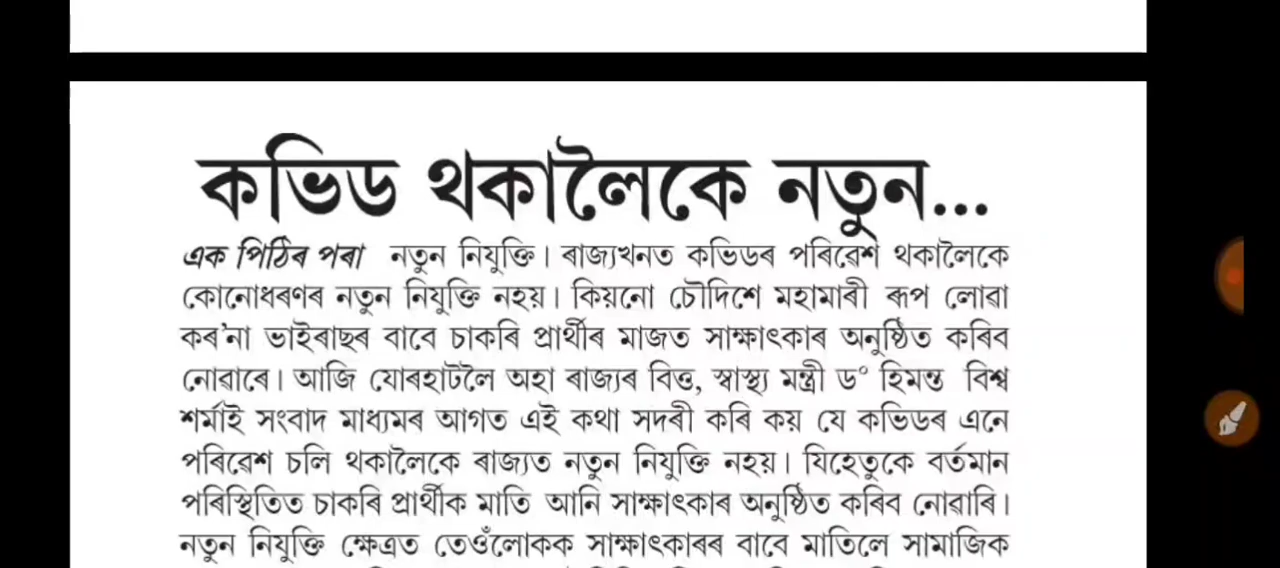 কভিড থকালৈকে নতুন...
এক পিঠিৰ পৰা নতুন নিযুক্তি। ৰাজ্যখনত কভিডৰ পৰিৱেশ থকালৈকে
কোনোধৰণৰ নতুন নিযুক্তি নহয়। কিয়নো চৌদিশে মহামাৰী ৰূপ লোৱা
কৰ'না ভাইৰাছৰ বাবে চাকৰি প্ৰাৰ্থীৰ মাজত সাক্ষাৎকাৰ অনুষ্ঠিত কৰিব
নোৱাৰে। আজি যোৰহাটলৈ অহা ৰাজ্যৰ বিত্ত, স্বাস্থ্য মন্ত্ৰী ড° হিমন্ত বিশ্ব
শৰ্মাই সংবাদ মাধ্যমৰ আগত এই কথা সদৰী কৰি কয় যে কভিডৰ এনে
পৰিৱেশ চলি থকালৈকে ৰাজ্যত নতুন নিযুক্তি নহয়। যিহেতুকে বৰ্তমান
পৰিস্থিতিত চাকৰি প্ৰাৰ্থীক মাতি আনি সাক্ষাৎকাৰ অনুষ্ঠিত কৰিব নোৱাৰি।
নতুন নিযুক্তি ক্ষেত্ৰত তেওঁলোকক সাক্ষাৎকাৰৰ বাবে মাতিলে সামাজিক